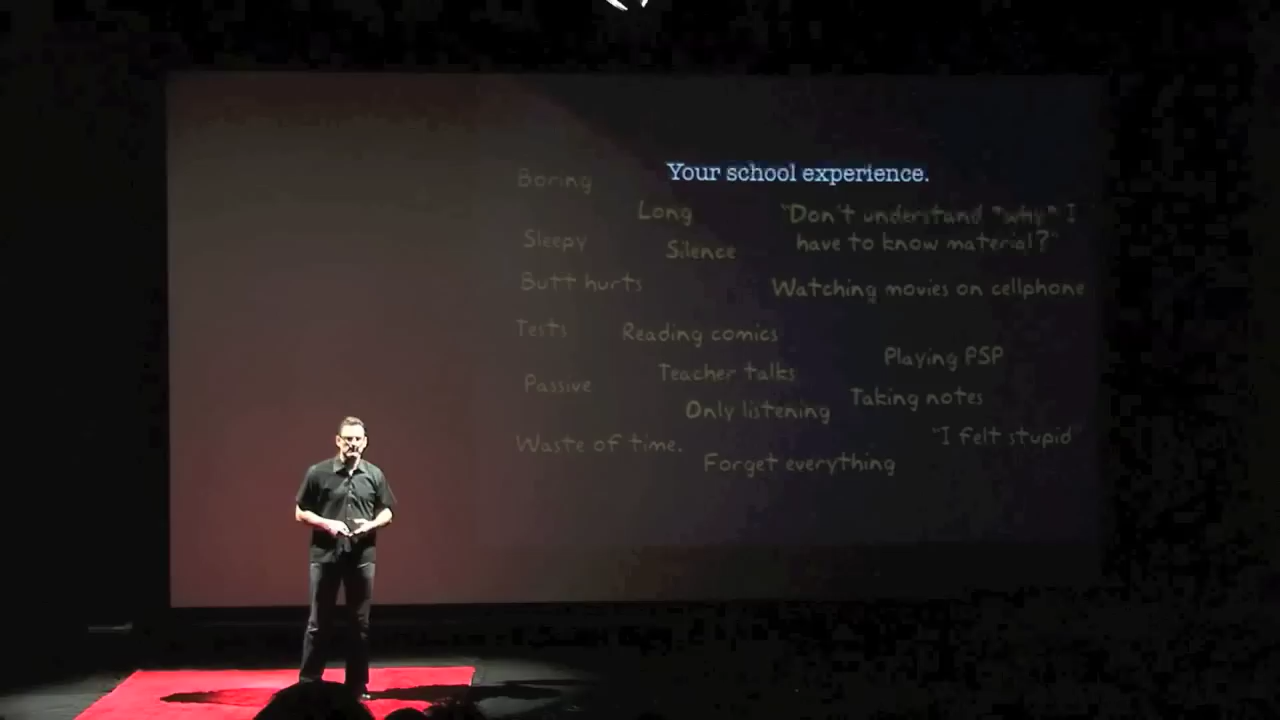 Your school experience.
Boring
Long
"Don't understand "why" I
have to know material?"
Sleepy
Silence
Butt hurts
Watching movies on cellphone
Tests
Reading comics
Playing PSP
Teacher talks
Passive
Taking notes
Only listening
"I felt stupid"
Waste of time.
Forget everything